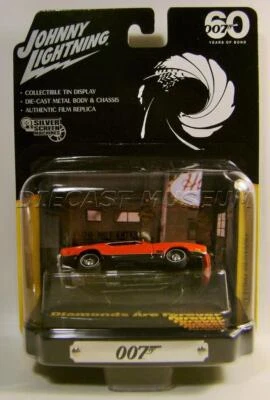 JOHNNY
LIGHTNING
60
007
YEARS OF BOND
• COLLECTIBLE TIN DISPLAY
• DIE-CAST METAL BODY & CHASSIS
• AUTHENTIC FILM REPLICA
SILVER
SCREEN
DIECAST MUSEUM
Diamonds Are Forever
007